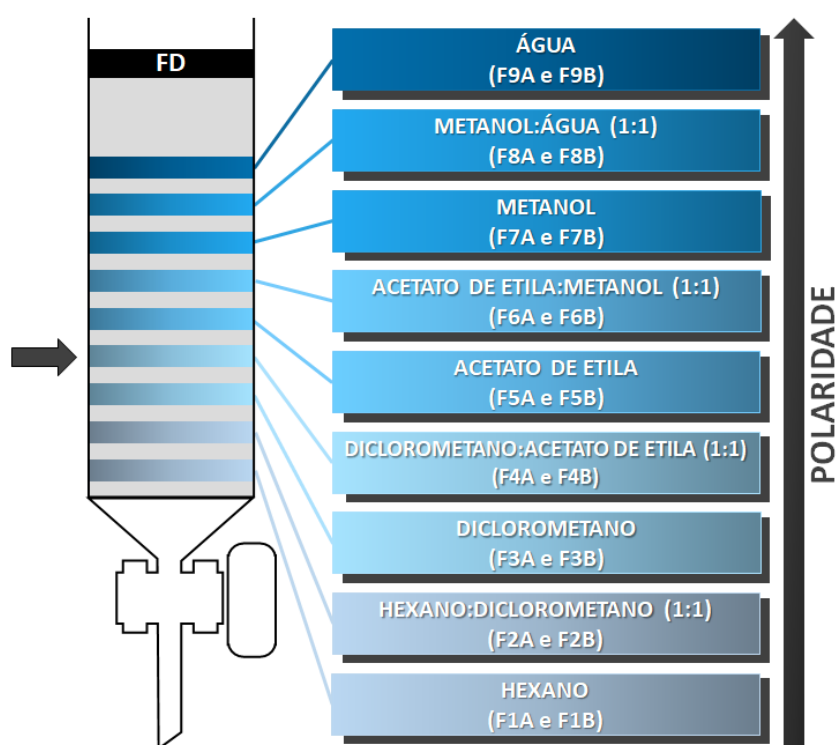 FD
ÁGUA
(F9A e F9B)
METANOL:ÁGUA (1:1)
(F8A e F8B)
METANOL
(F7A e F7B)
ACETATO DE ETILA:METANOL (1:1)
(F6A e F6B)
ACETATO DE ETILA
(F5A e F5B)
DICLOROMETANO:ACETATO DE ETILA (1:1)
(F4A e F4B)
DICLOROMETANO
(F3A e F3B)
HEXANO:DICLOROMETANO (1:1)
(F2A e F2B)
HEXANO
(F1A e F1B)
POLARIDADE